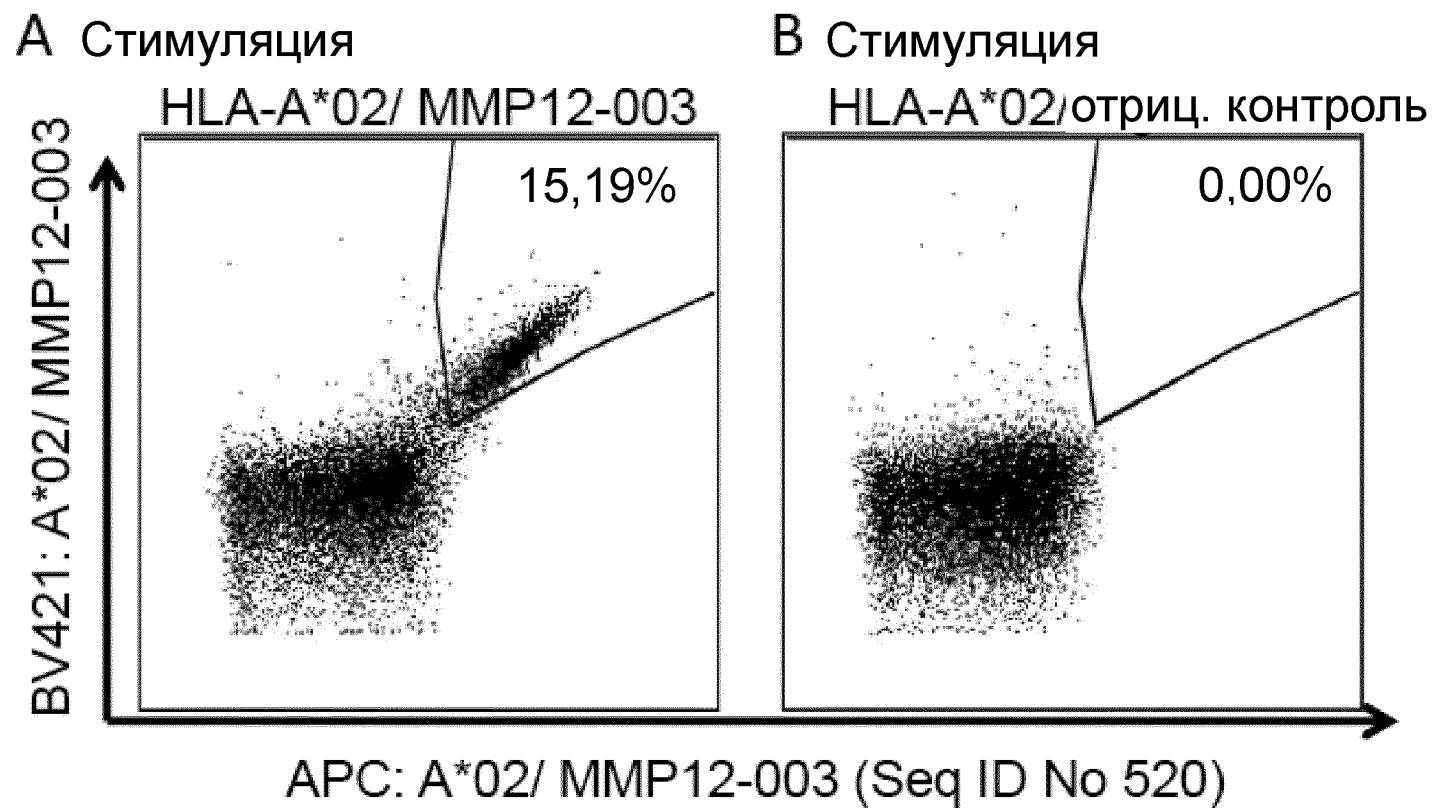 A Стимуляция
HLA-A*02/ MMP12-003
15,19%
B Стимуляция
HLA-A*02/отриц. контроль
0,00%
BV421: A*02/ MMP12-003
APC: A*02/ MMP12-003 (Seq ID No 520)